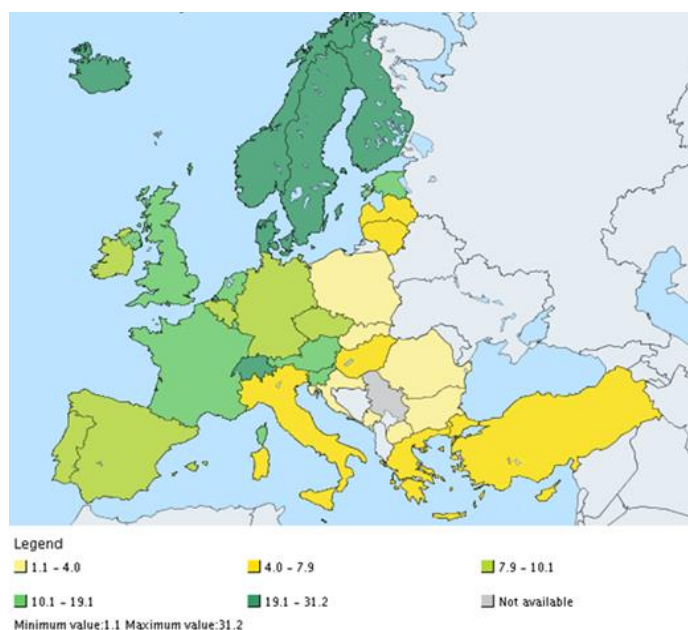 Legend
1.1 - 4.0
4.0 - 7.9
7.9 - 10.1
10.1 - 19.1
19.1 - 31.2
Not available
Minimum value:1.1 Maximum value:31.2